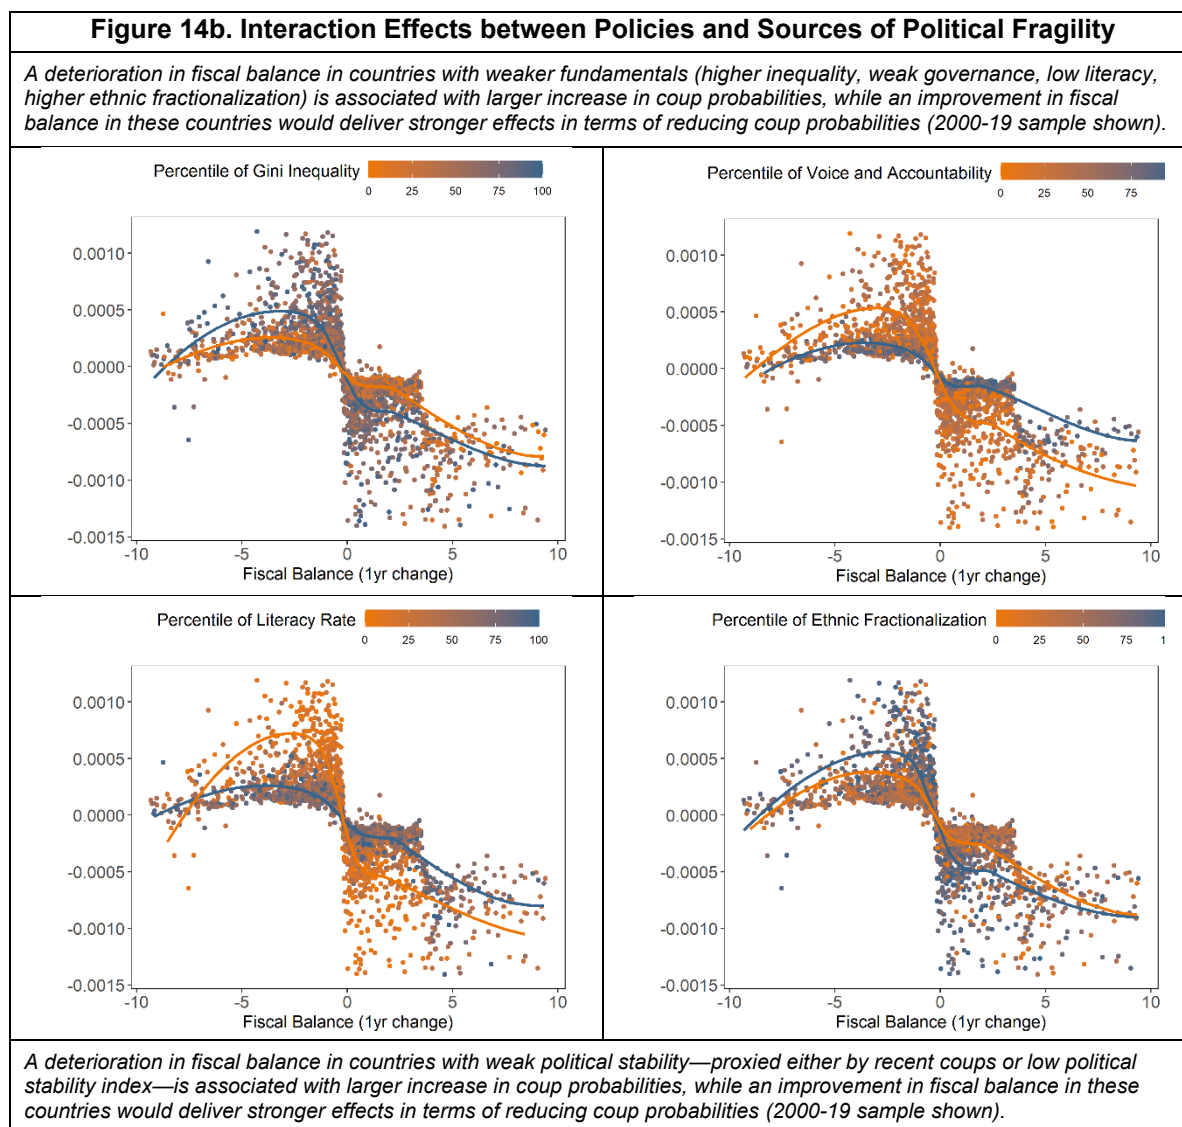 Figure 14b. Interaction Effects between Policies and Sources of Political Fragility
A deterioration in fiscal balance in countries with weaker fundamentals (higher inequality, weak governance, low literacy,
higher ethnic fractionalization) is associated with larger increase in coup probabilities, while an improvement in fiscal
balance in these countries would deliver stronger effects in terms of reducing coup probabilities (2000-19 sample shown).
Percentile of Gini Inequality
0 25 50 75 100
0.0010
0.0005
0.0000
-0.0005
-0.0010
-0.0015
-10 -5 0 5 10
Fiscal Balance (1yr change)
Percentile of Voice and Accountability
0 25 50 75
0.0010
0.0005
0.0000
-0.0005
-0.0010
-0.0015
-10 -5 0 5 10
Fiscal Balance (1yr change)
Percentile of Literacy Rate
0 25 50 75 100
0.0010
0.0005
0.0000
-0.0005
-0.0010
-0.0015
-10 -5 0 5 10
Fiscal Balance (1yr change)
Percentile of Ethnic Fractionalization
0 25 50 75 1
0.0010
0.0005
0.0000
-0.0005
-0.0010
-0.0015
-10 -5 0 5 10
Fiscal Balance (1yr change)
A deterioration in fiscal balance in countries with weak political stability—proxied either by recent coups or low political
stability index—is associated with larger increase in coup probabilities, while an improvement in fiscal balance in these
countries would deliver stronger effects in terms of reducing coup probabilities (2000-19 sample shown).